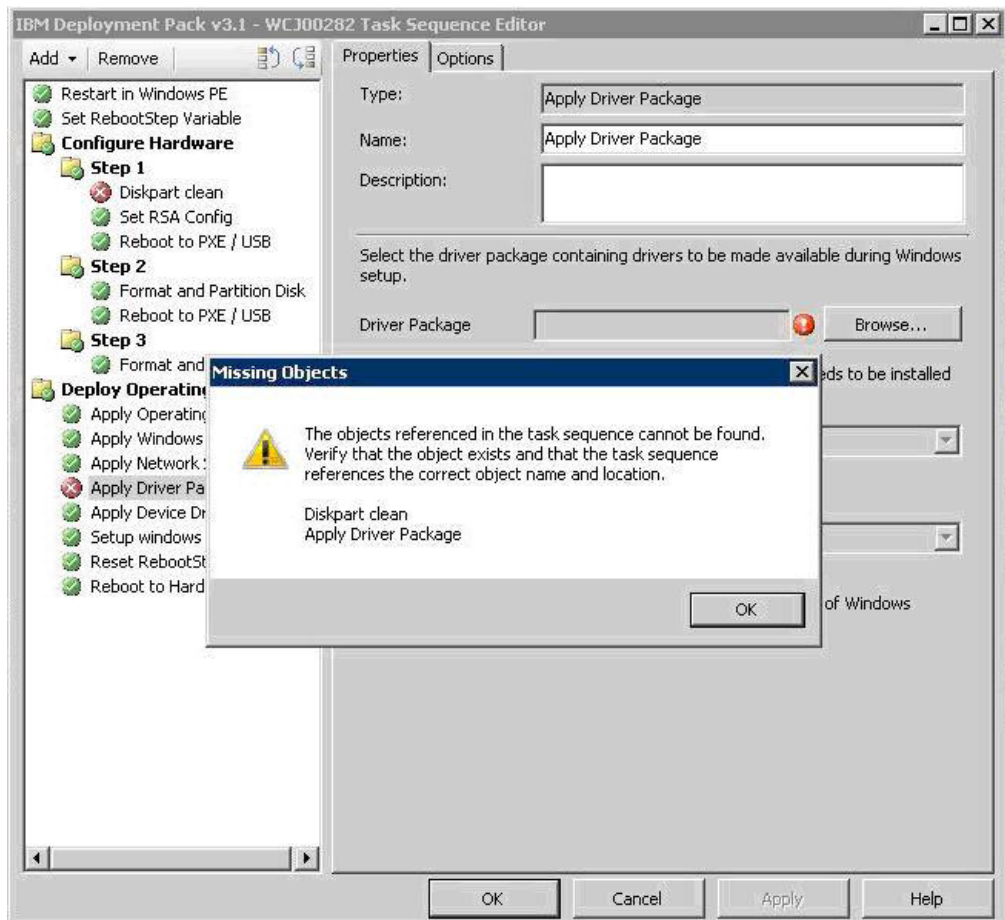 IBM Deployment Pack v3.1 - WCJ00282 Task Sequence Editor
Add Remove
Properties Options
Restart in Windows PE
Set RebootStep Variable
Configure Hardware
Step 1
Diskpart clean
Set RSA Config
Reboot to PXE / USB
Step 2
Format and Partition Disk
Reboot to PXE / USB
Step 3
Format and
Deploy Operating
Apply Operating
Apply Windows
Apply Network
Apply Driver Pa
Apply Device Dr
Setup windows
Reset RebootSt
Reboot to Hard
Type:
Apply Driver Package
Name:
Apply Driver Package
Description:
Select the driver package containing drivers to be made available during Windows
setup.
Driver Package
Browse...
eds to be installed
of Windows
Missing Objects
The objects referenced in the task sequence cannot be found.
Verify that the object exists and that the task sequence
references the correct object name and location.
Diskpart clean
Apply Driver Package
OK
OK
Cancel
Apply
Help